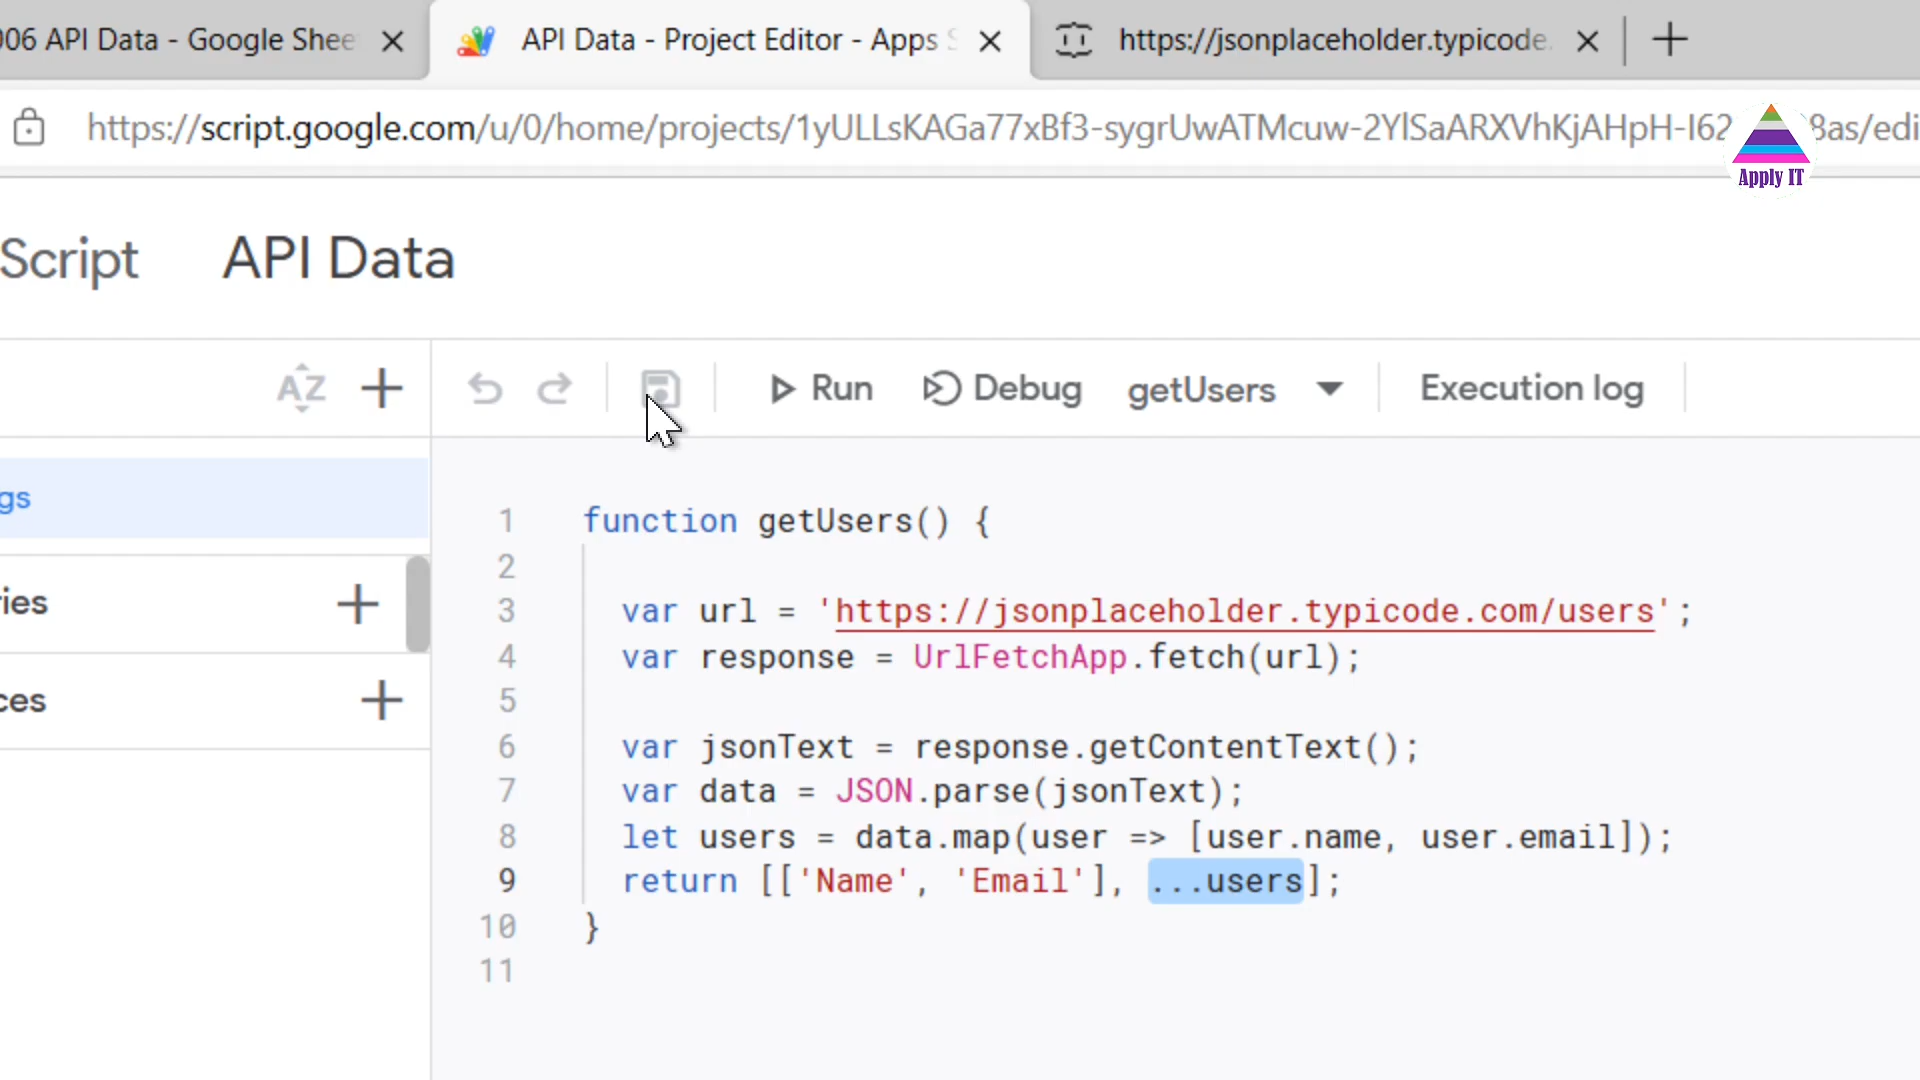 006 API Data - Google Shee
API Data - Project Editor - Apps S
https://jsonplaceholder.typicode.
https://script.google.com/u/0/home/projects/1yULLsKAGa77xBf3-sygrUwATMcuw-2YlSaARXVhKjAHpH-I62 8as/edi
Apply IT
Script API Data
AZ
Run Debug getUsers Execution log
gs
ries
ces
1 function getUsers() {
2
3 var url = 'https://jsonplaceholder.typicode.com/users';
4 var response = UrlFetchApp.fetch(url);
5
6 var jsonText = response.getContentText();
7 var data = JSON.parse(jsonText);
8 let users = data.map(user => [user.name, user.email]);
9 return [['Name', 'Email'], ...users];
10 }
11